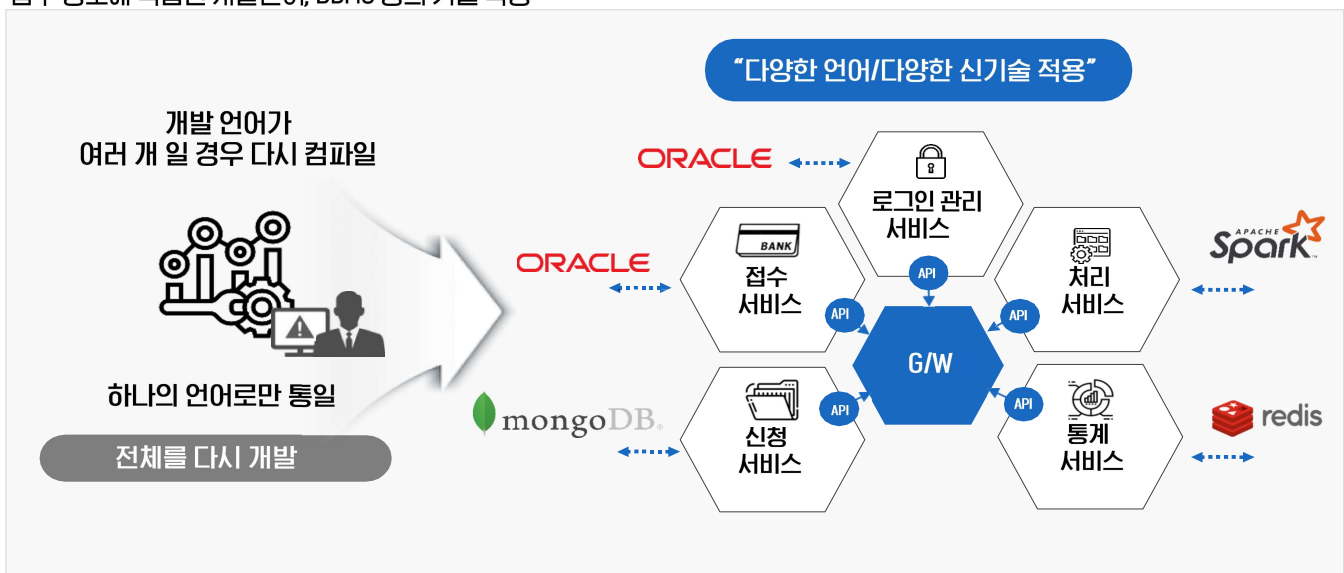 “다양한 언어/다양한 신기술 적용”
개발 언어가
여러 개 일 경우 다시 컴파일
하나의 언어로만 통일
전체를 다시 개발
ORACLE
로그인 관리
서비스
API
ORACLE
BANK
접수
서비스
API
APACHE
Spark
처리
서비스
API
G/W
mongoDB.
신청
서비스
API
redis
통계
서비스
API